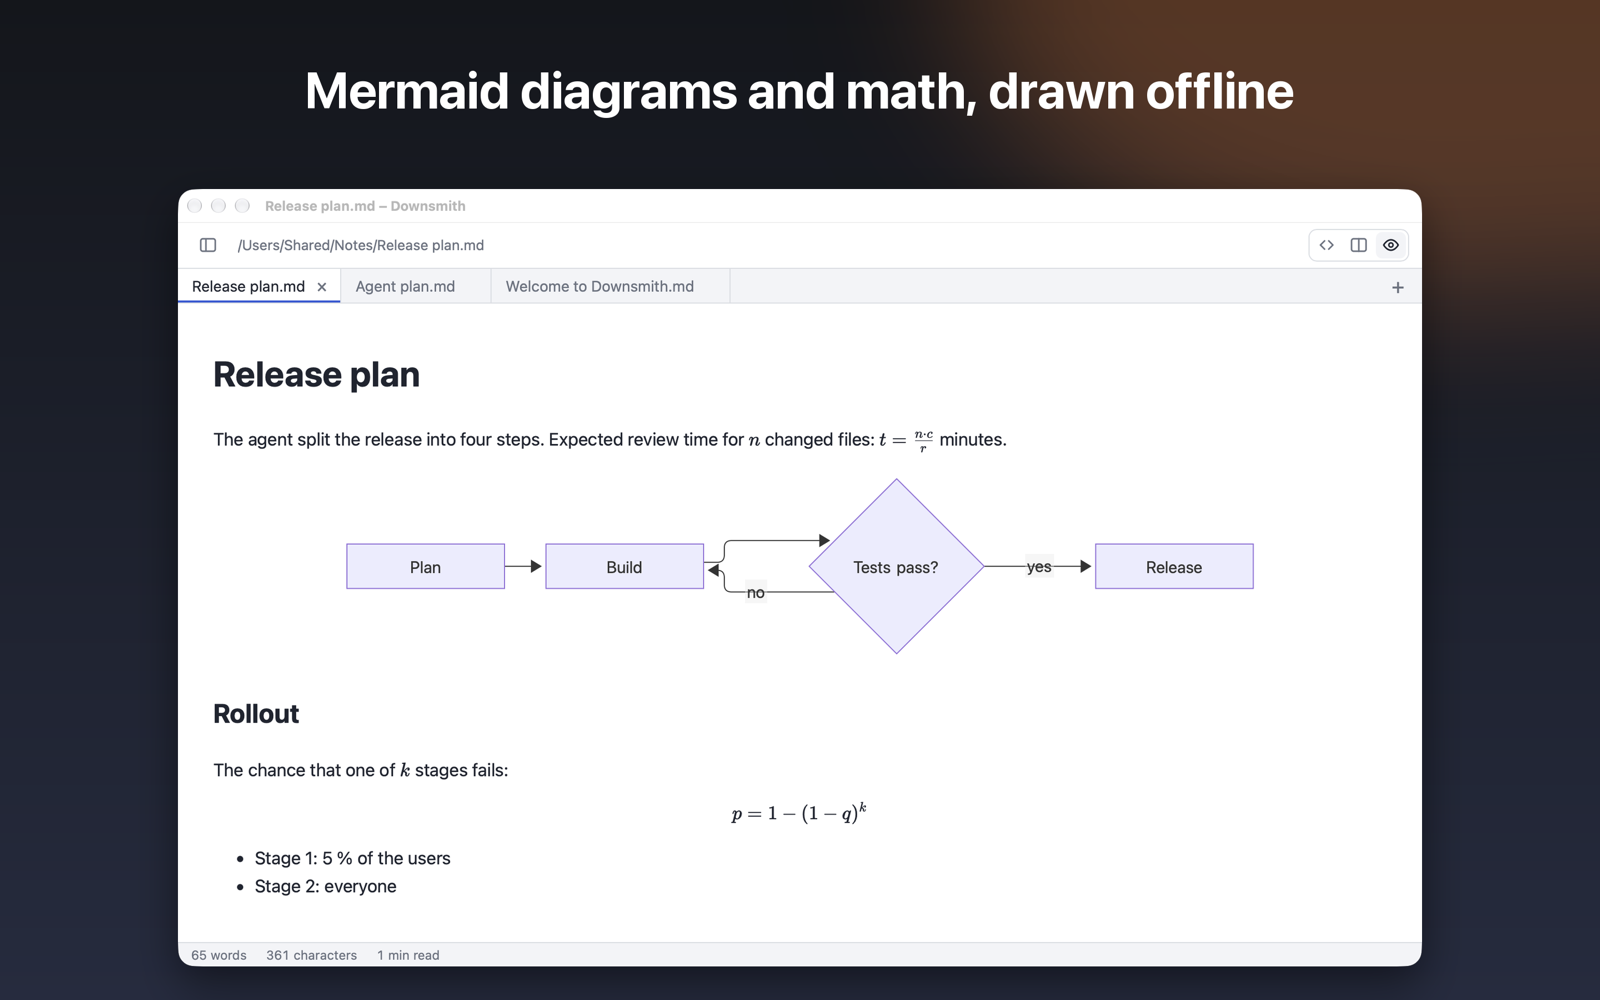 Mermaid diagrams and math, drawn offline
Release plan.md – Downsmith
/Users/Shared/Notes/Release plan.md
Release plan.md
Agent plan.md
Welcome to Downsmith.md
Release plan
The agent split the release into four steps. Expected review time for n changed files: t = n·c/r minutes.
Plan
Build
no
Tests pass?
yes
Release
Rollout
The chance that one of k stages fails:
p = 1 − (1 − q)^k
• Stage 1: 5 % of the users
• Stage 2: everyone
65 words 361 characters 1 min read